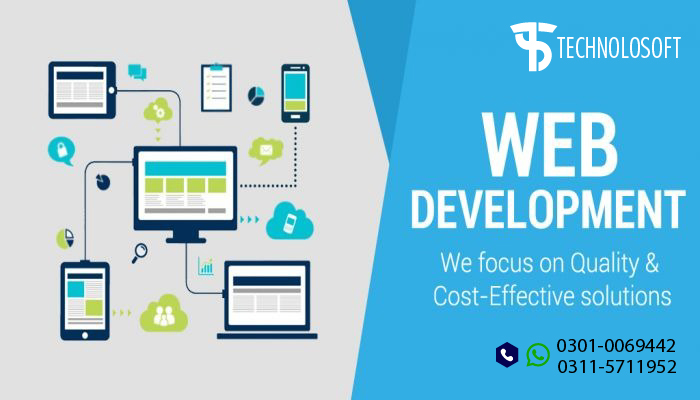 TECHNOLOSOFT
WEB
DEVELOPMENT
We focus on Quality &
Cost-Effective solutions
0301-0069442
0311-5711952